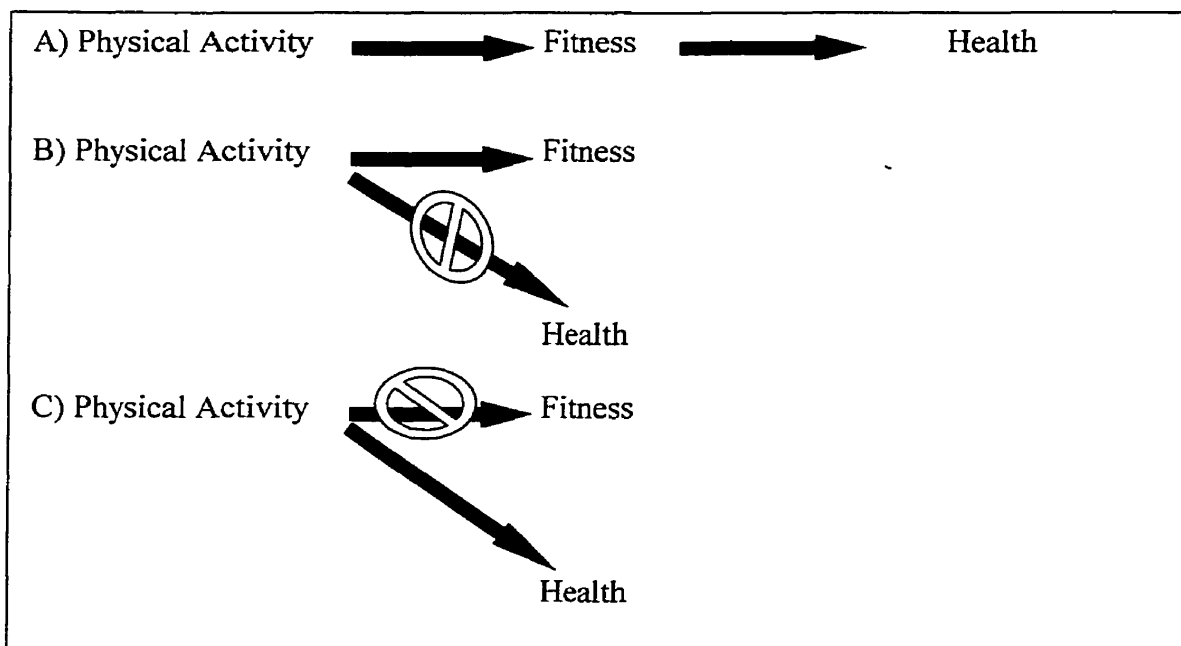 A) Physical Activity Fitness Health
B) Physical Activity Fitness
Health
C) Physical Activity Fitness
Health